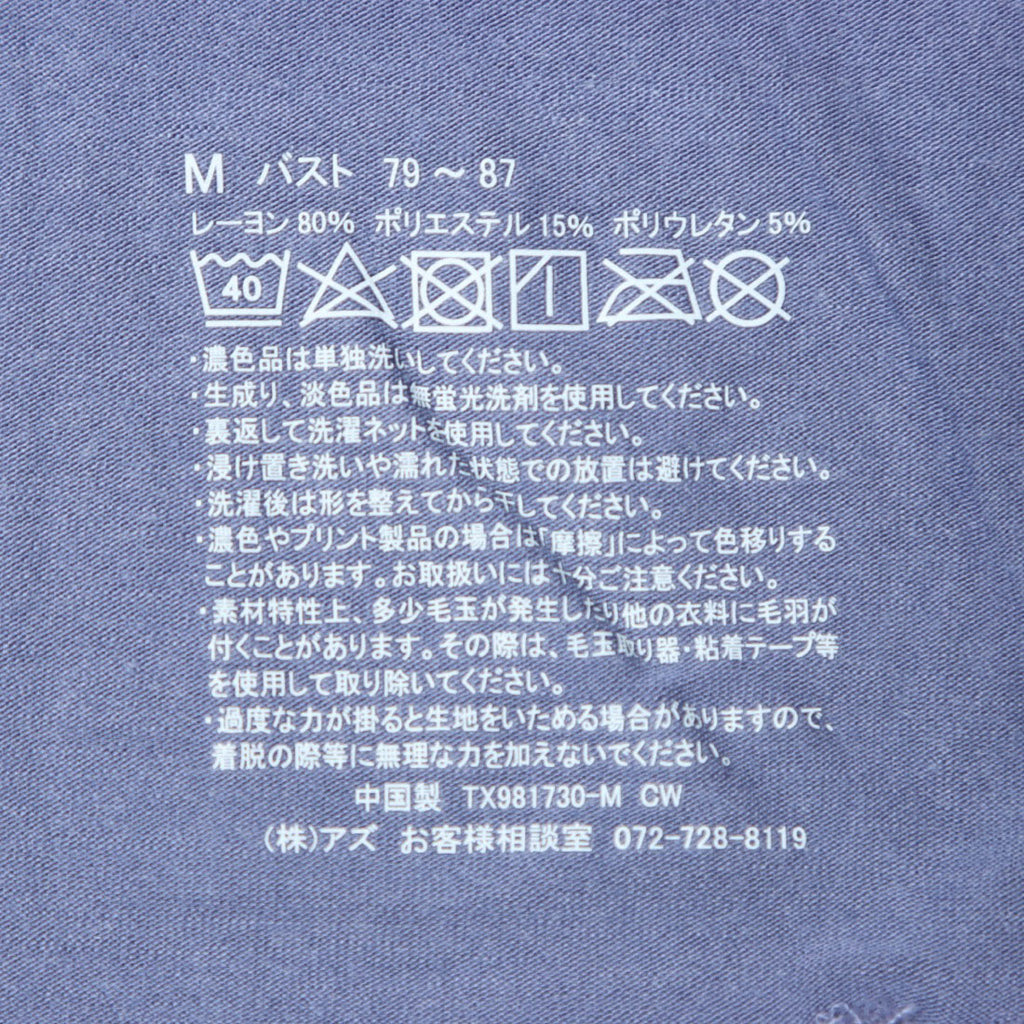 M バスト 79～87
レーヨン80% ポリエステル15% ポリウレタン5%
40
・濃色品は単独洗いしてください。
・生成り、淡色品は無蛍光洗剤を使用してください。
・裏返して洗濯ネットを使用してください。
・浸け置き洗いや濡れた状態での放置は避けてください。
・洗濯後は形を整えてから干してください。
・濃色やプリント製品の場合は「摩擦」によって色移りする
ことがあります。お取扱いには十分ご注意ください。
・素材特性上、多少毛玉が発生したり他の衣料に毛羽が
付くことがあります。その際は、毛玉取り器・粘着テープ等
を使用して取り除いてください。
・過度な力が掛ると生地をいためる場合がありますので、
着脱の際等に無理な力を加えないでください。
中国製 TX981730-M CW
（株）アズ お客様相談室 072-728-8119